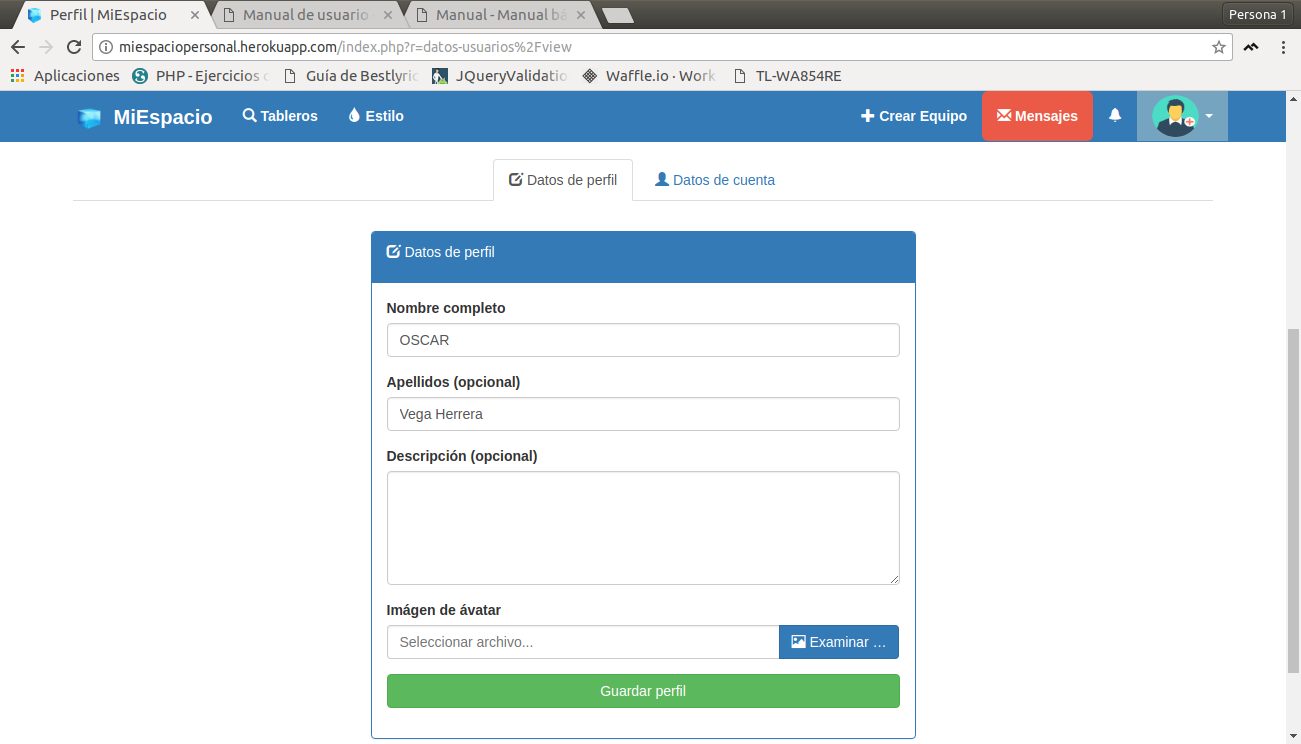 Perfil | MiEspacio
Manual de usuario
Manual - Manual bá
Persona 1
miespaciopersonal.herokuapp.com/index.php?r=datos-usuarios%2Fview
Aplicaciones PHP - Ejercicios Guía de Bestlyric JQueryValidatio Waffle.io · Work TL-WA854RE
MiEspacio Tableros Estilo Crear Equipo Mensajes
Datos de perfil Datos de cuenta
Datos de perfil
Nombre completo
OSCAR
Apellidos (opcional)
Vega Herrera
Descripción (opcional)
Imágen de ávatar
Seleccionar archivo... Examinar ...
Guardar perfil